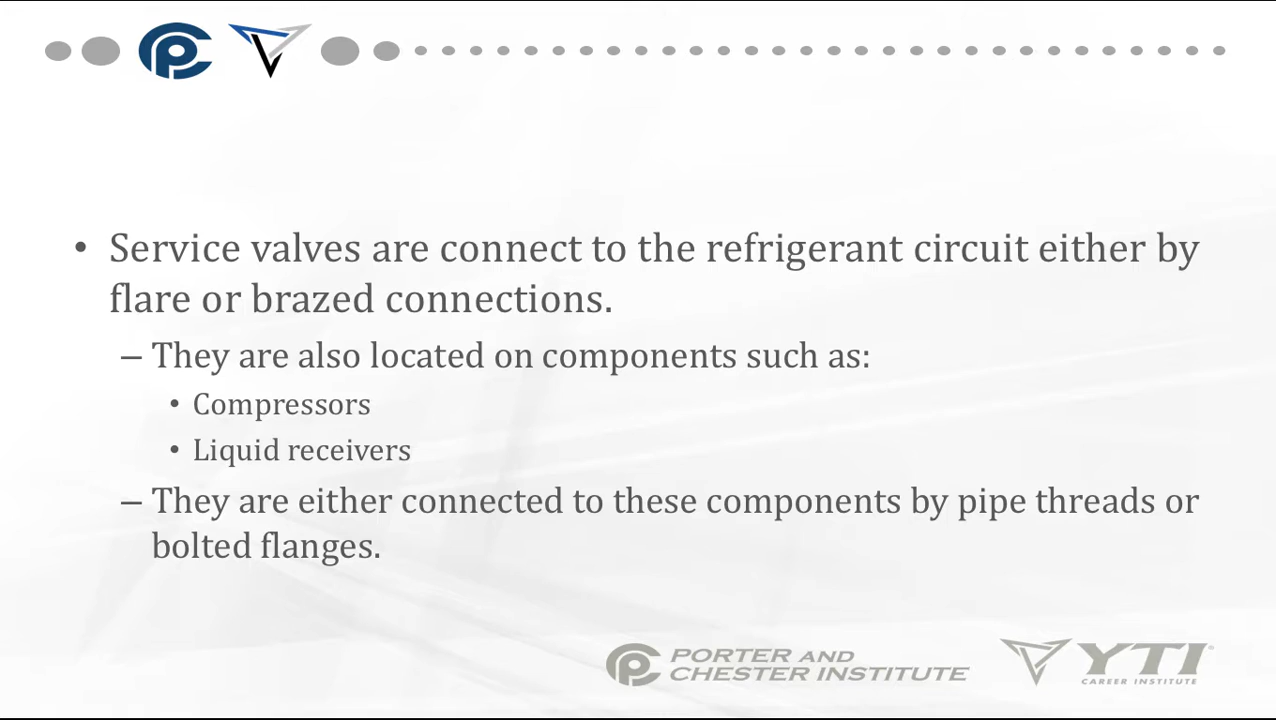 • Service valves are connect to the refrigerant circuit either by
flare or brazed connections.
– They are also located on components such as:
• Compressors
• Liquid receivers
– They are either connected to these components by pipe threads or
bolted flanges.
PORTER AND
CHESTER INSTITUTE
YTI
CAREER INSTITUTE